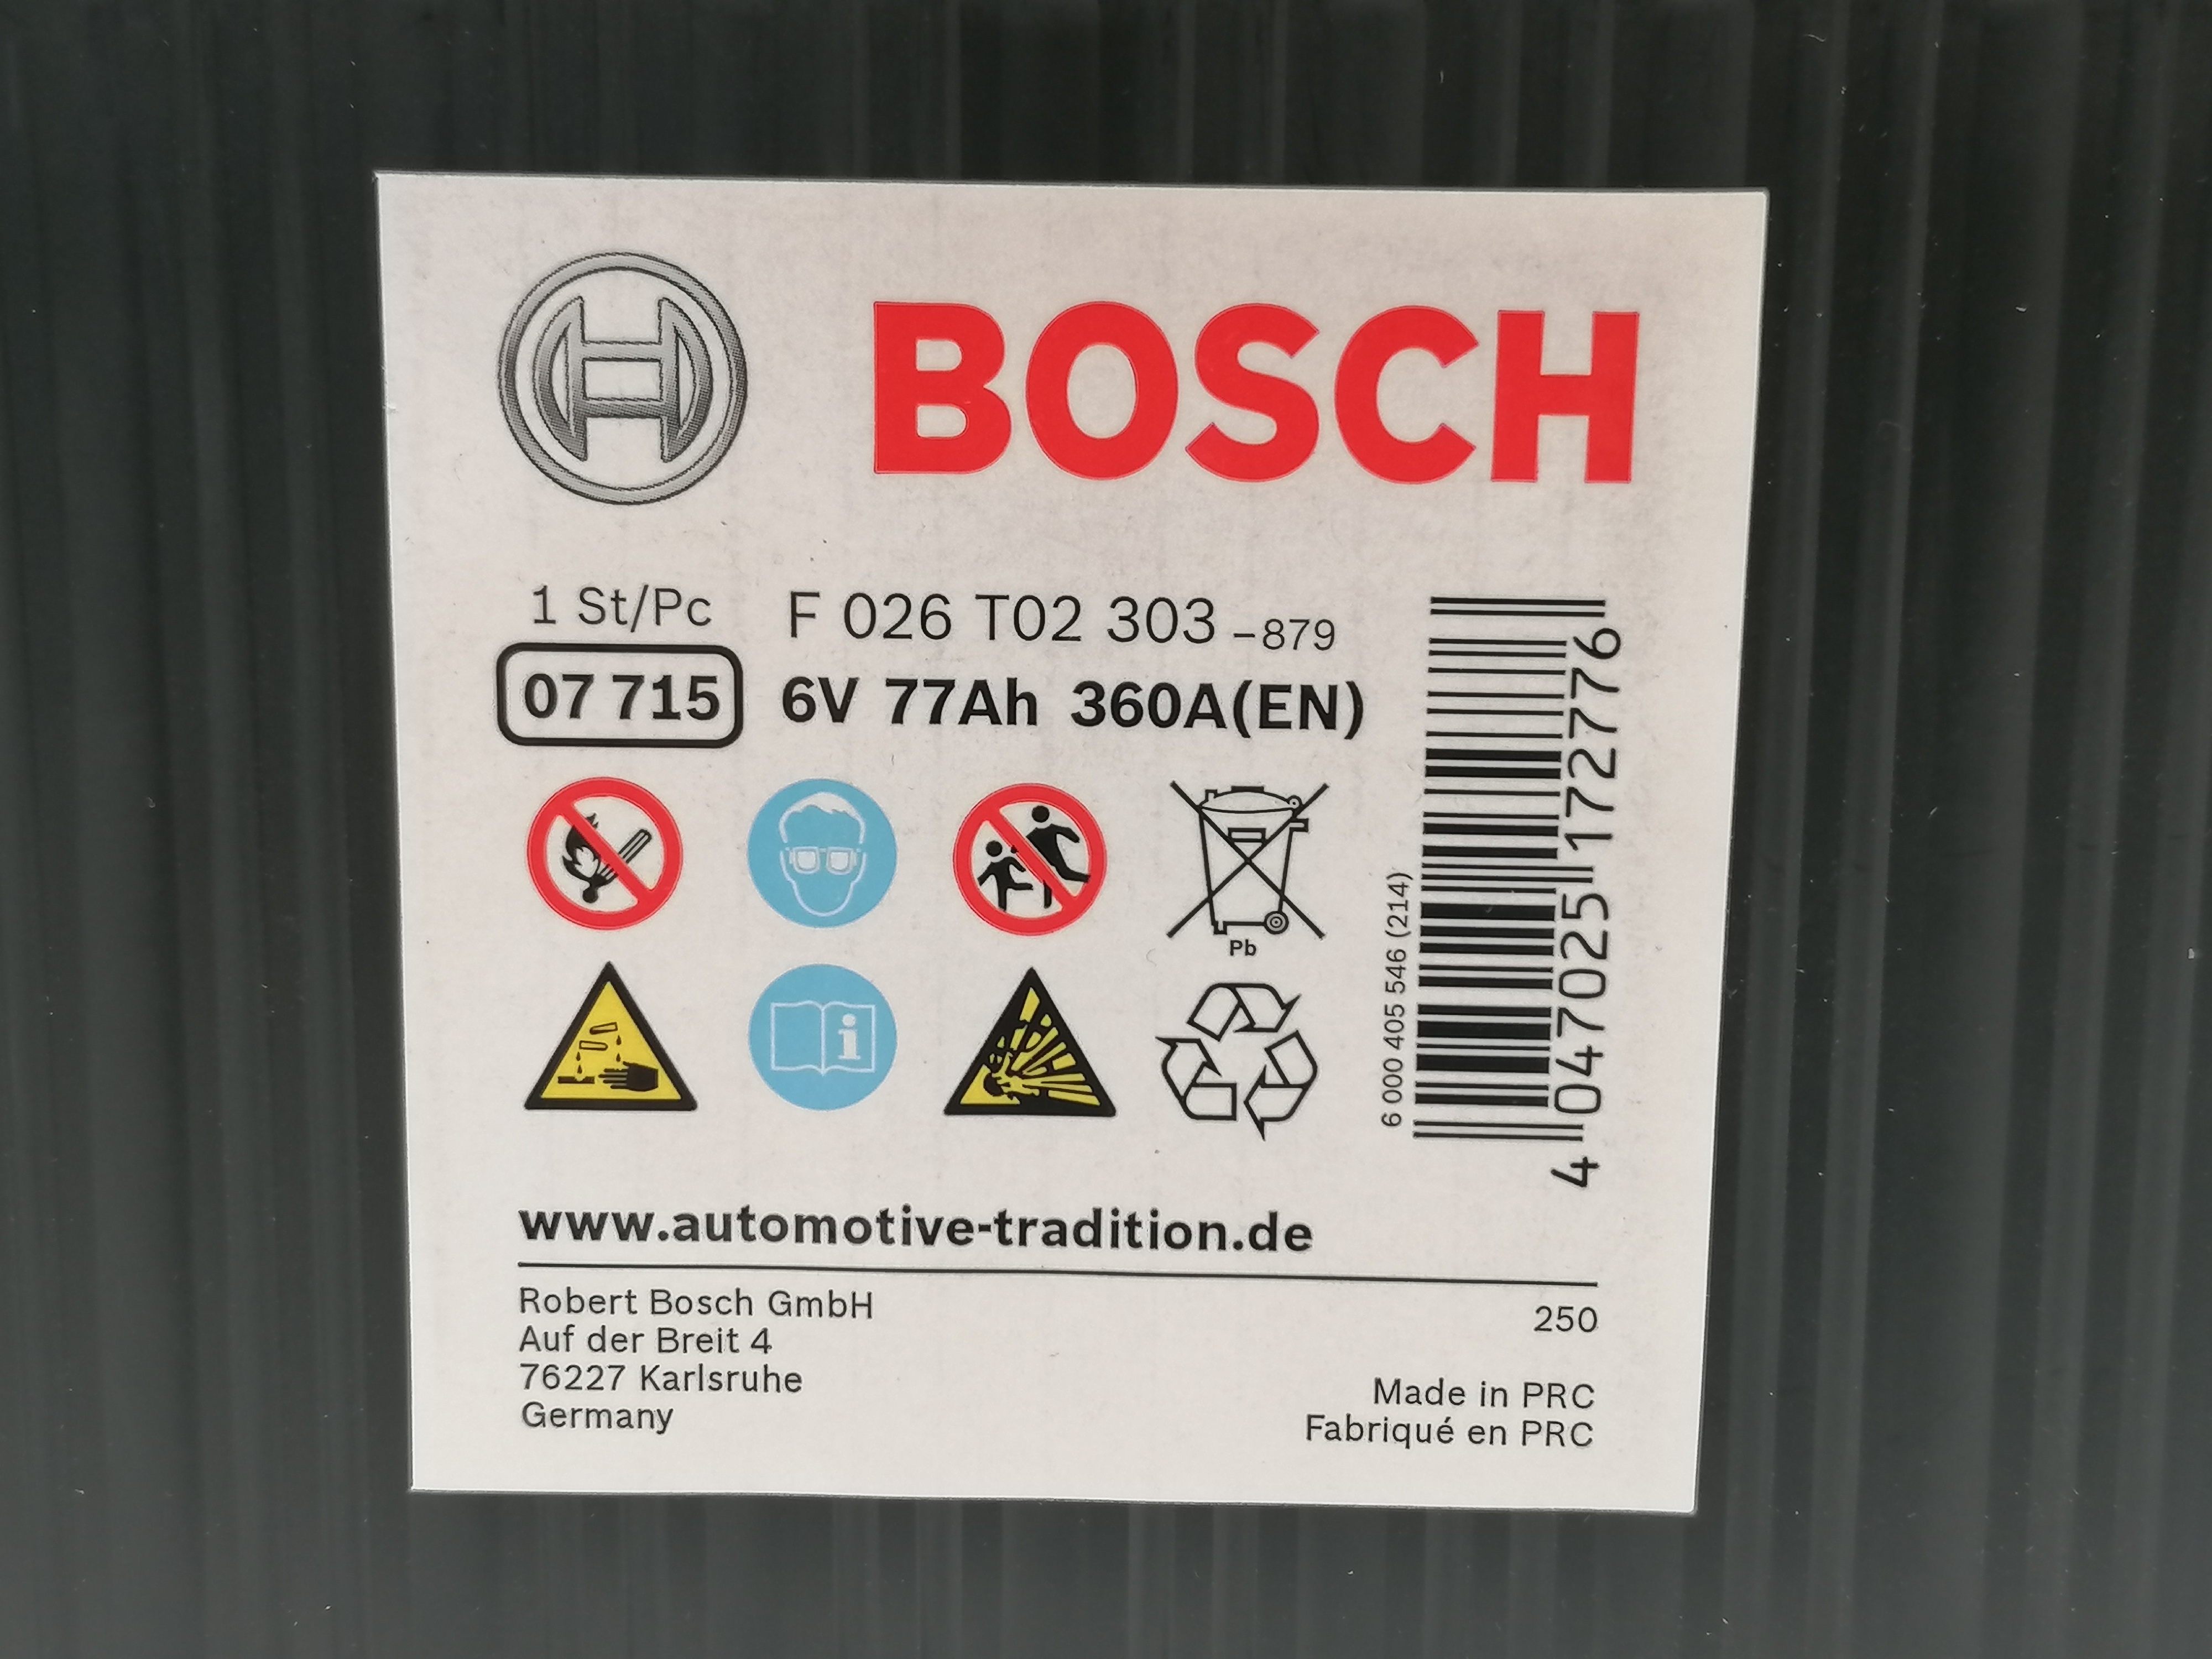 BOSCH
1 St/Pc F 026 T02 303 -879
07 715 6V 77Ah 360A(EN)
Pb
6 000 405 546 (214)
4 047025 172776
www.automotive-tradition.de
Robert Bosch GmbH
Auf der Breit 4
76227 Karlsruhe
Germany
250
Made in PRC
Fabriqué en PRC